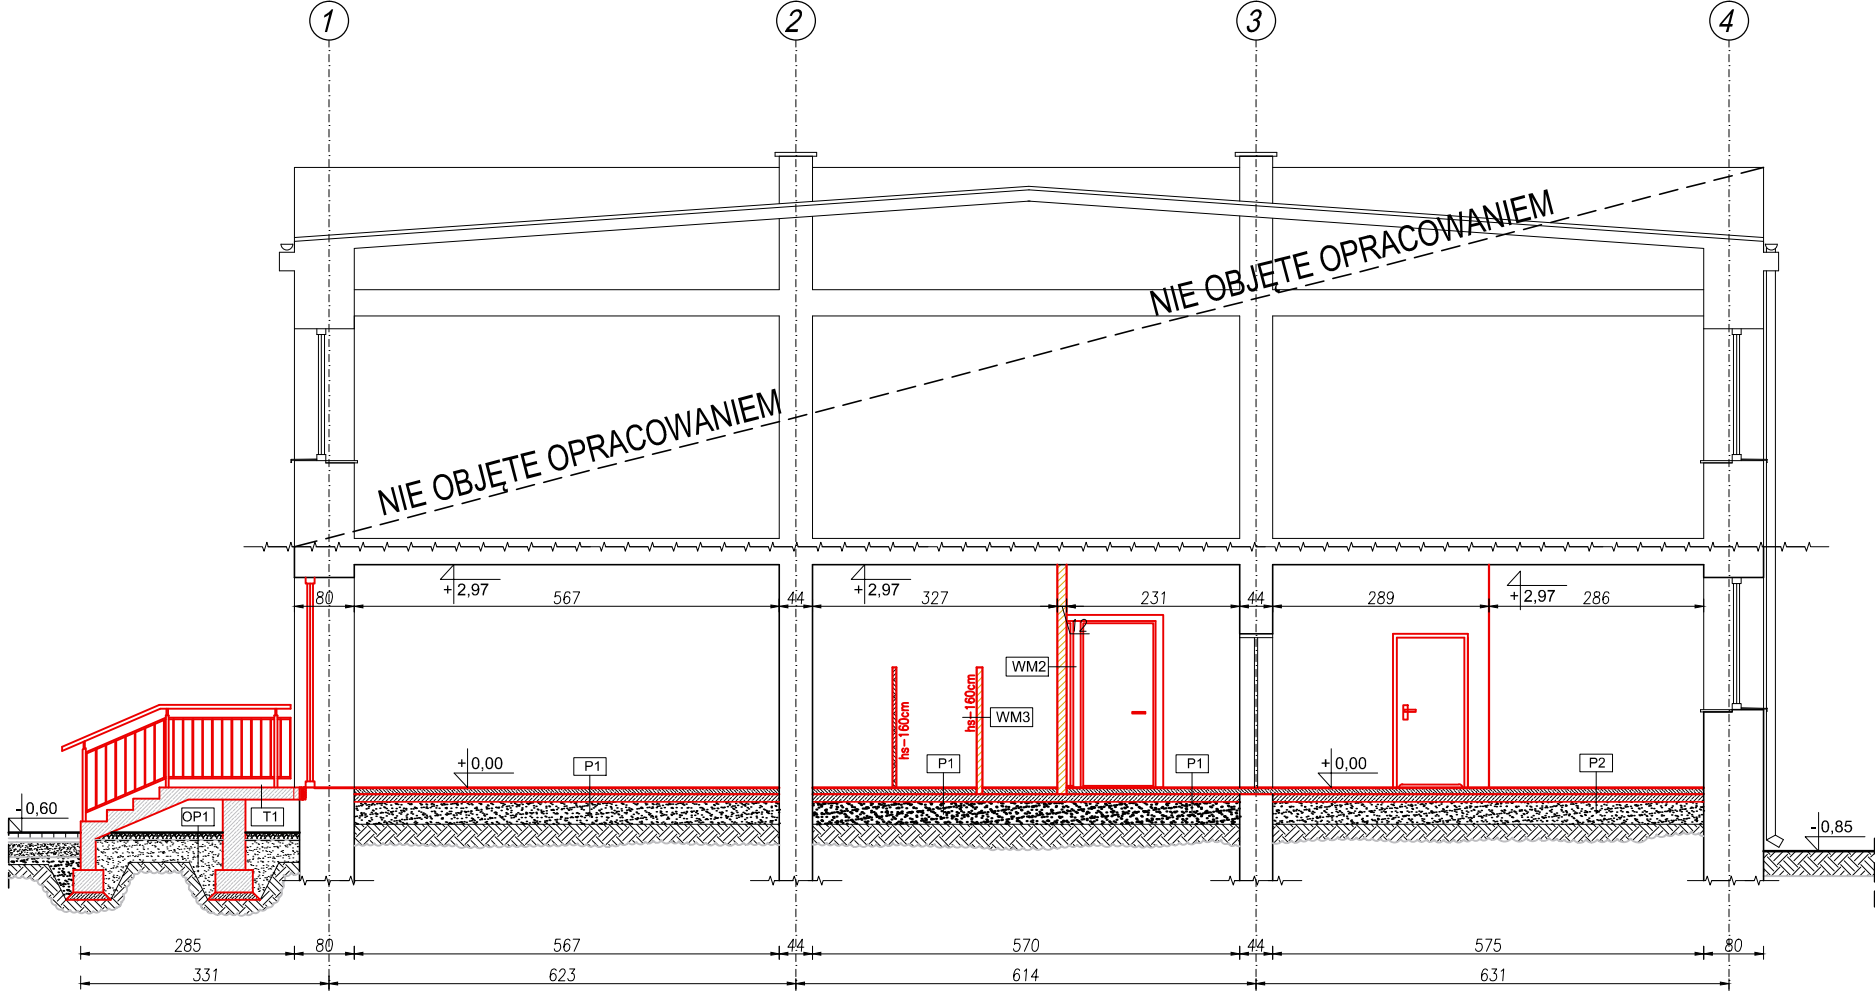 1 2 3 4
NIE OBJĘTE OPRACOWANIEM
NIE OBJĘTE OPRACOWANIEM
+2,97 +2,97 +2,97
80 567 44 327 231 44 289 286
12
WM2
hs-160cm
hs-160cm
WM3
+0,00 P1 P1 P1 +0,00 P2
-0,60
OP1 T1
-0,85
285 80 567 44 570 44 575 80
331 623 614 631